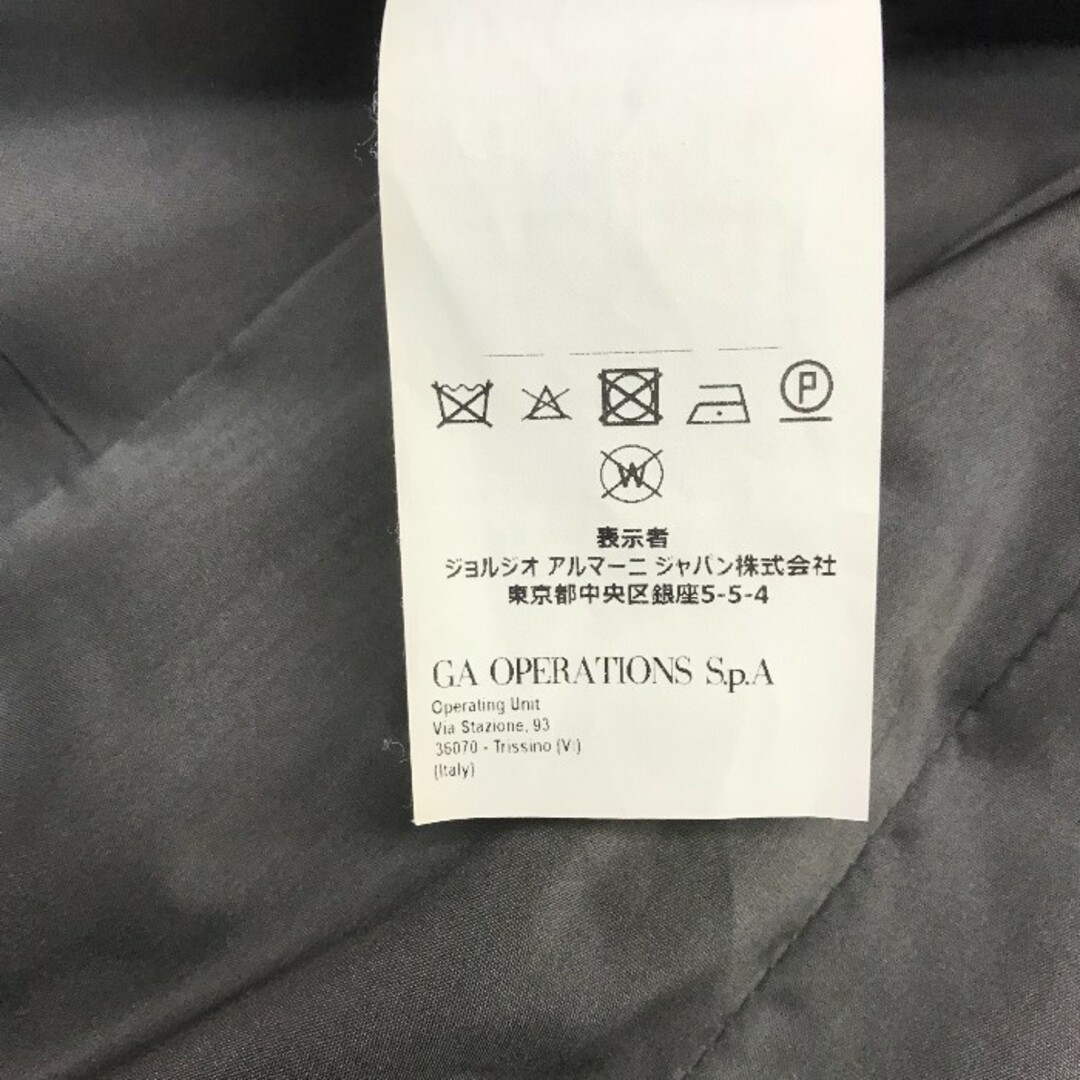 P
W
表示者
ジョルジオ アルマーニ ジャパン株式会社
東京都中央区銀座5-5-4
GA OPERATIONS S.p.A
Operating Unit
Via Stazione, 93
36070 - Trissino (VI)
(Italy)